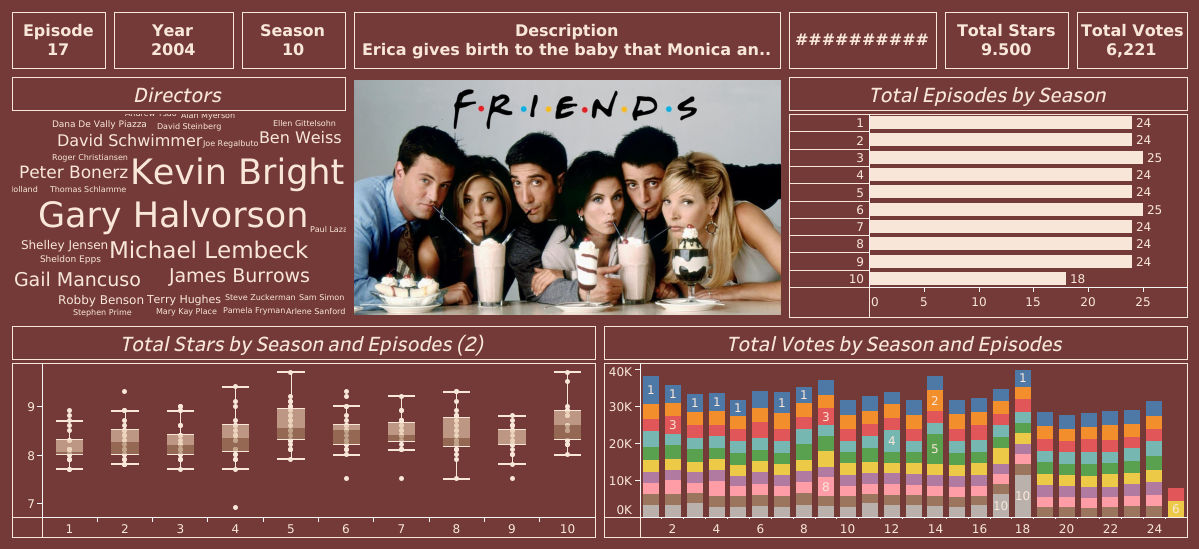 Episode
17
Year
2004
Season
10
Description
Erica gives birth to the baby that Monica an..
##########
Total Stars
9.500
Total Votes
6,221
Directors
Alan Myerson
Dana De Vally Piazza
David Steinberg
Ellen Gittelsohn
David Schwimmer
Joe Regalbuto
Ben Weiss
Roger Christiansen
Peter Bonerz
Kevin Bright
olland
Thomas Schlamme
Gary Halvorson
Paul Laza
Shelley Jensen
Michael Lembeck
Sheldon Epps
Gail Mancuso
James Burrows
Robby Benson
Terry Hughes
Steve Zuckerman
Sam Simon
Stephen Prime
Mary Kay Place
Pamela Fryman
Arlene Sanford
F·R·I·E·N·D·S
Total Episodes by Season
1 24
2 24
3 25
4 24
5 24
6 25
7 24
8 24
9 24
10 18
0 5 10 15 20 25
Total Stars by Season and Episodes (2)
9
8
7
1 2 3 4 5 6 7 8 9 10
Total Votes by Season and Episodes
40K
30K
20K
10K
0K
1 1 1 1 1 1 1 1 1
2
3 3
4
5
8
10 10
6
2 4 6 8 10 12 14 16 18 20 22 24